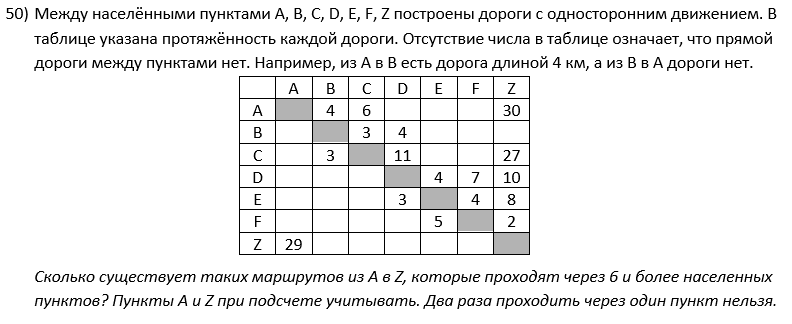 50) Между населёнными пунктами A, B, C, D, E, F, Z построены дороги с односторонним движением. В
таблице указана протяжённость каждой дороги. Отсутствие числа в таблице означает, что прямой
дороги между пунктами нет. Например, из A в B есть дорога длиной 4 км, а из B в A дороги нет.
A B C D E F Z
A 4 6 30
B 3 4
C 3 11 27
D 4 7 10
E 3 4 8
F 5 2
Z 29
Сколько существует таких маршрутов из A в Z, которые проходят через 6 и более населенных
пунктов? Пункты A и Z при подсчете учитывать. Два раза проходить через один пункт нельзя.